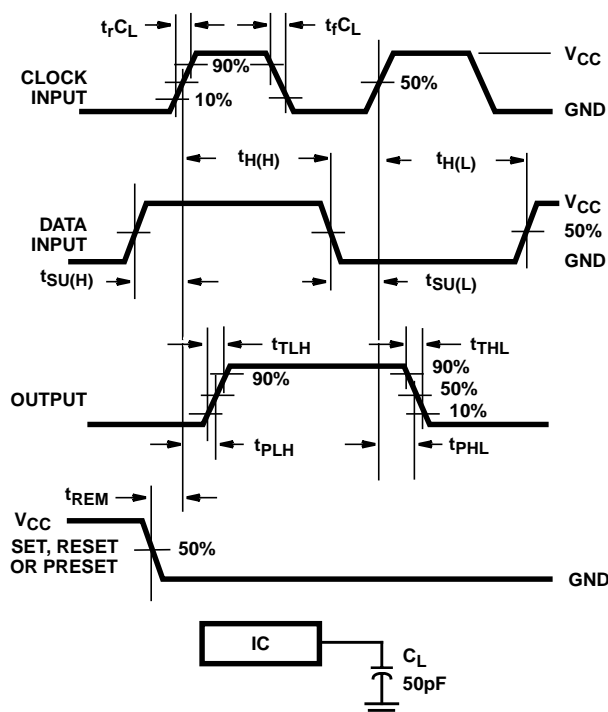 trCL
tfCL
CLOCK
INPUT
90%
10%
50%
VCC
GND
tH(H)
tH(L)
DATA
INPUT
VCC
50%
GND
tSU(H)
tSU(L)
tTLH
tTHL
OUTPUT
90%
90%
50%
10%
tPLH
tPHL
tREM
VCC
SET, RESET
OR PRESET
50%
GND
IC
CL
50pF